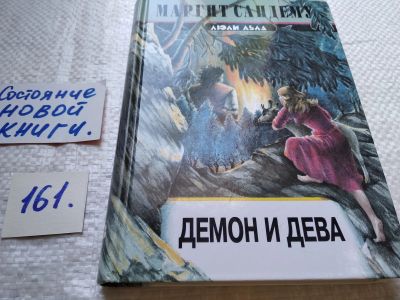 МАРГИТ САНДЕМУ
ЛЮДИ ЛЬДА
Состояние
НОВОЙ
КНИГИ.
161.
ДЕМОН И ДЕВА